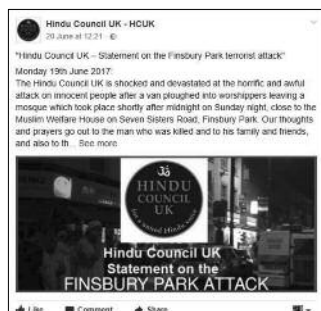 Hindu Council UK - HCUK
20 June at 12:21
"Hindu Council UK – Statement on the Finsbury Park terrorist attack"
Monday 19th June 2017:
The Hindu Council UK is shocked and devastated at the horrific and awful
attack on innocent people after a van ploughed into worshippers leaving a
mosque which took place shortly after midnight on Sunday night, close to the
Muslim Welfare House on Seven Sisters Road, Finsbury Park. Our thoughts
and prayers go out to the man who was killed and to his family and friends,
and also to th... See more
HINDU
COUNCIL
UK
Hindu Council UK
Statement on the
FINSBURY PARK ATTACK
Like Comment Share